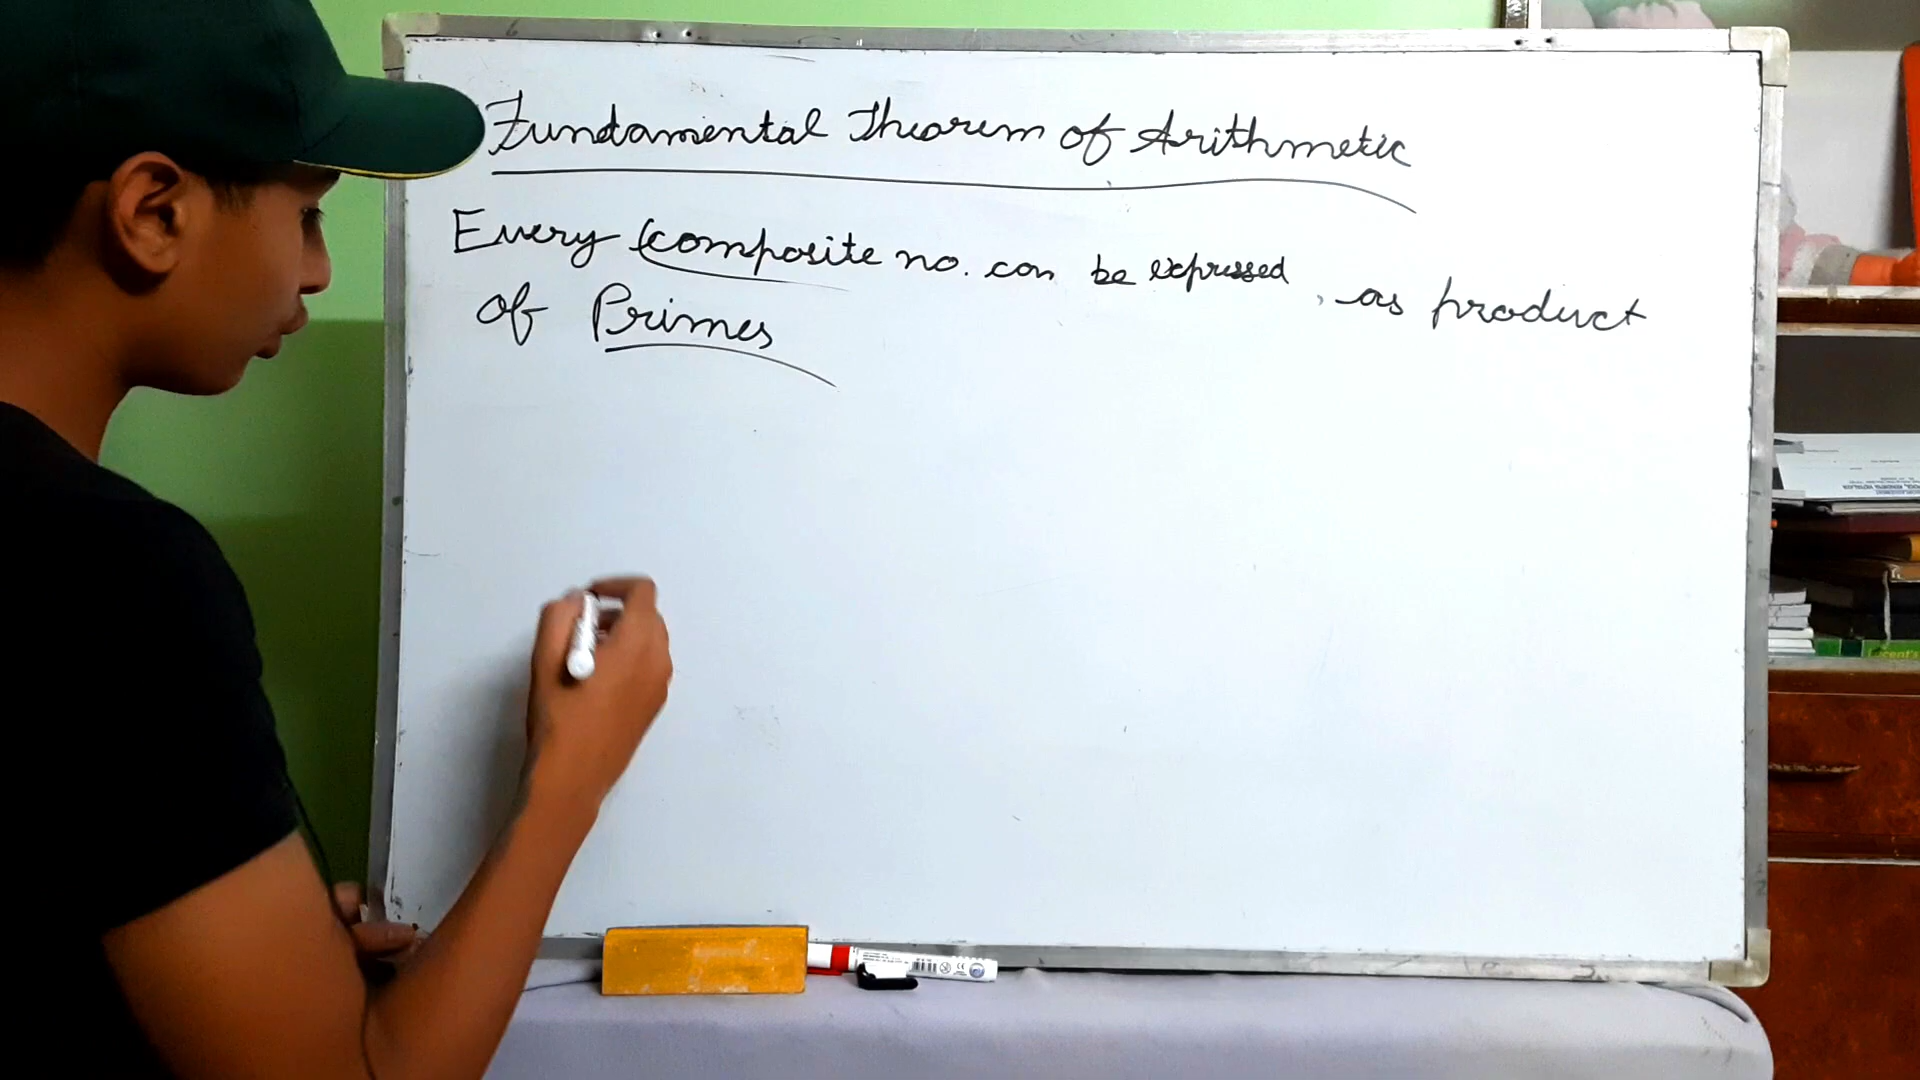 Fundamental Theorem of Arithmetic
Every composite no. can be expressed, as product
of Primes